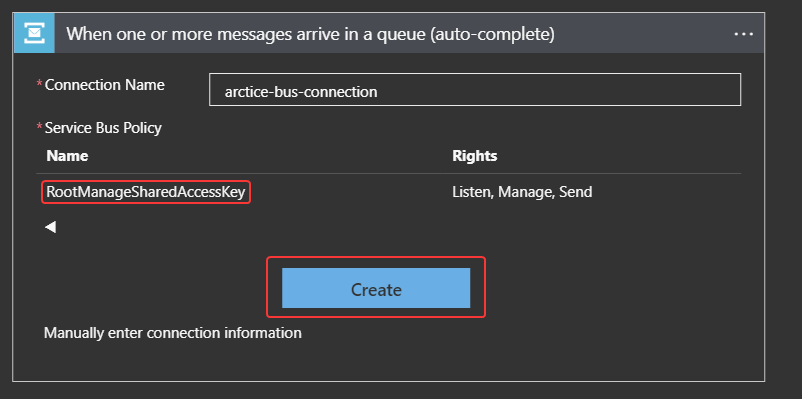 When one or more messages arrive in a queue (auto-complete) ...
*Connection Name arctice-bus-connection
*Service Bus Policy
Name Rights
RootManageSharedAccessKey Listen, Manage, Send
Create
Manually enter connection information